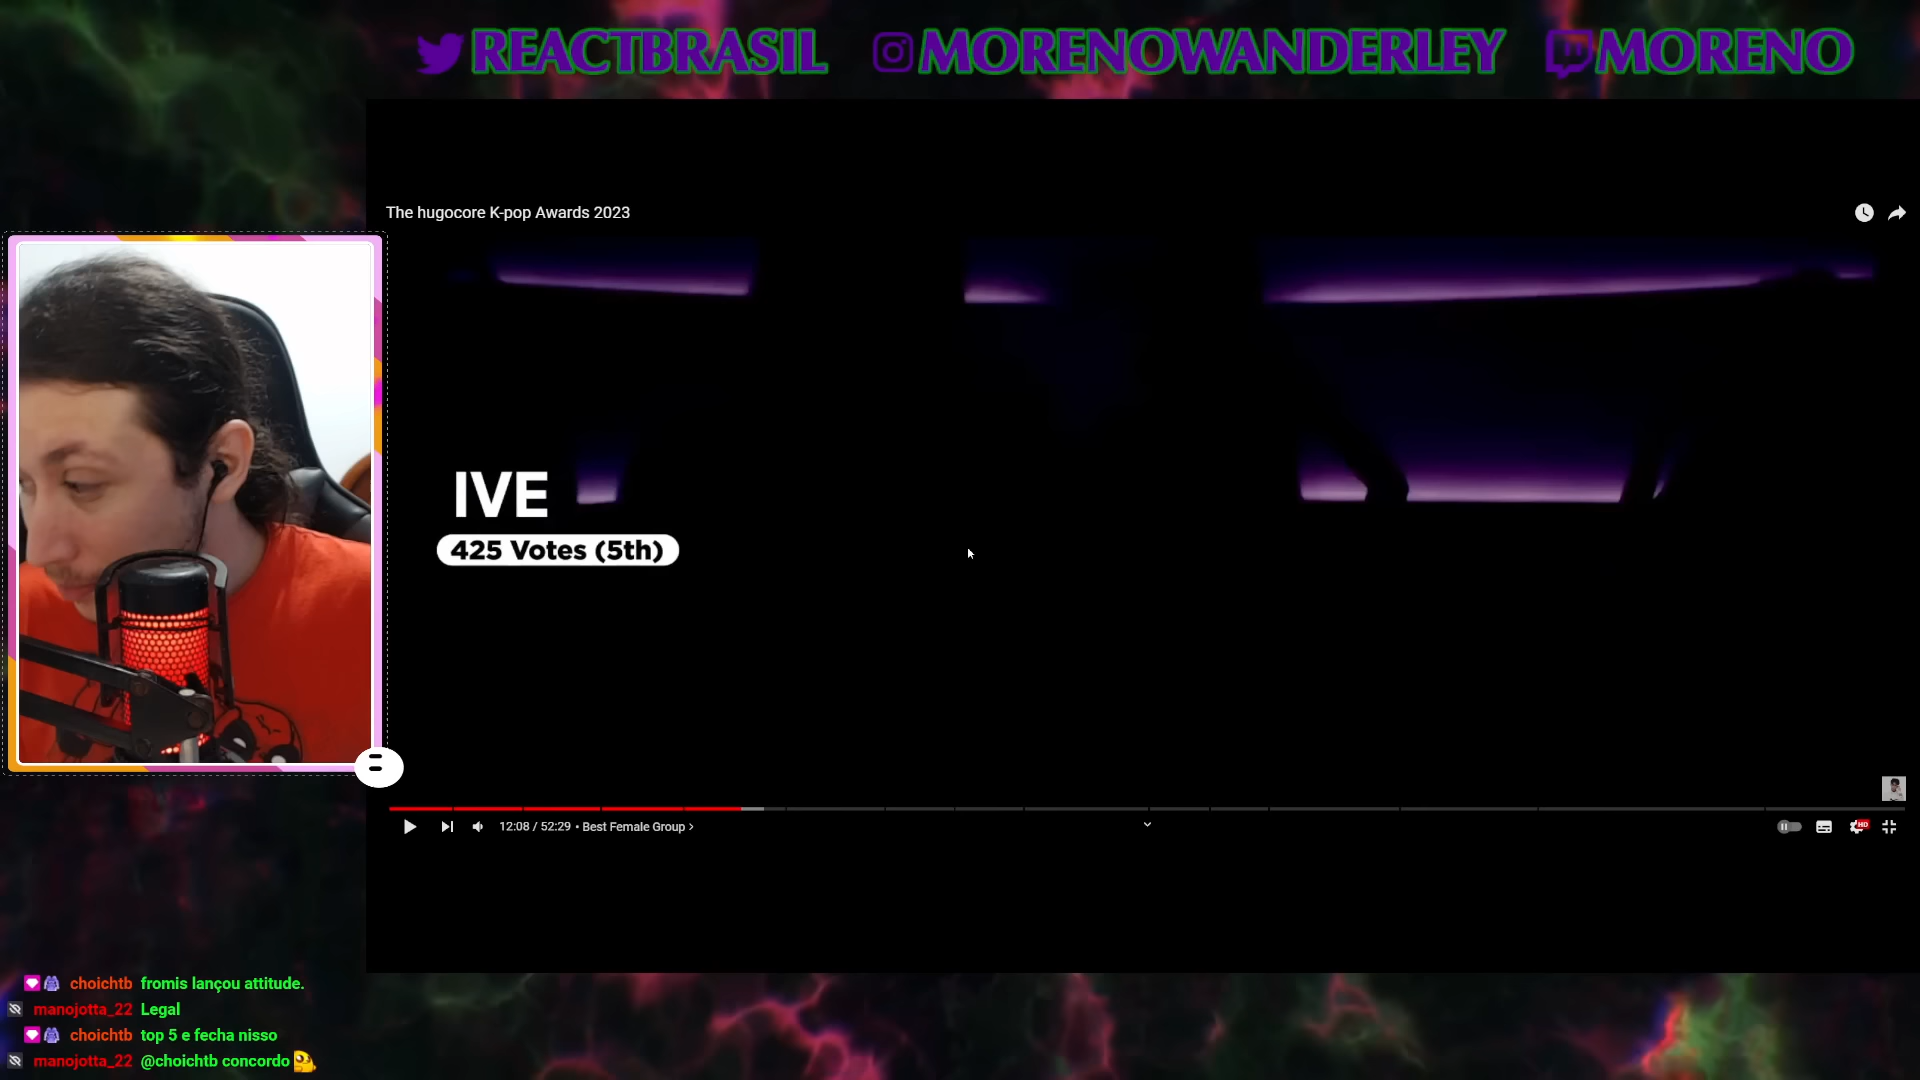 REACTBRASIL MORENOWANDERLEY MORENO
The hugocore K-pop Awards 2023
IVE
425 Votes (5th)
12:08 / 52:29 • Best Female Group
HD
choichtb fromis lançou attitude.
manojotta_22 Legal
choichtb top 5 e fecha nisso
manojotta_22 @choichtb concordo